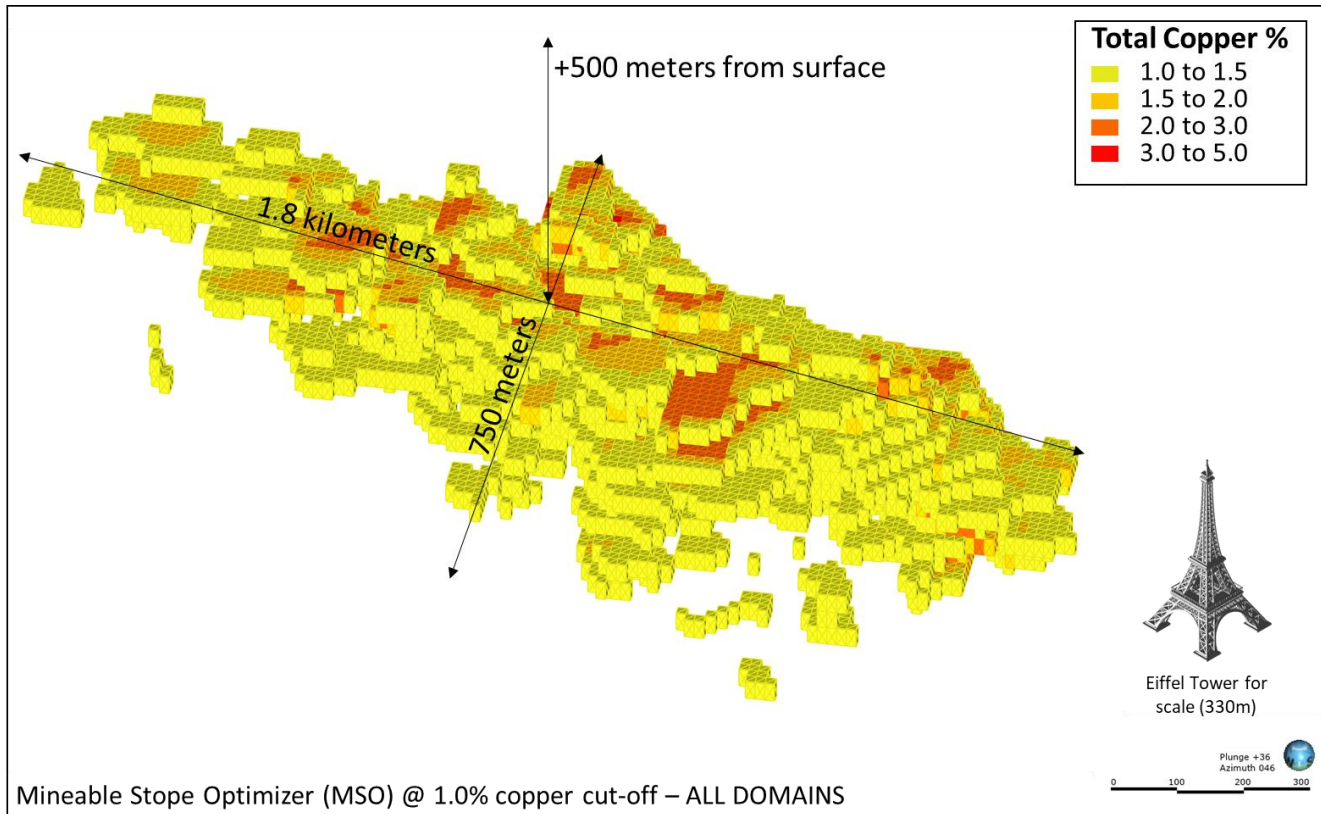 Total Copper %
1.0 to 1.5
1.5 to 2.0
2.0 to 3.0
3.0 to 5.0
+500 meters from surface
1.8 kilometers
750 meters
Eiffel Tower for
scale (330m)
Plunge +36
Azimuth 046
0 100 200 300
Mineable Stope Optimizer (MSO) @ 1.0% copper cut-off – ALL DOMAINS